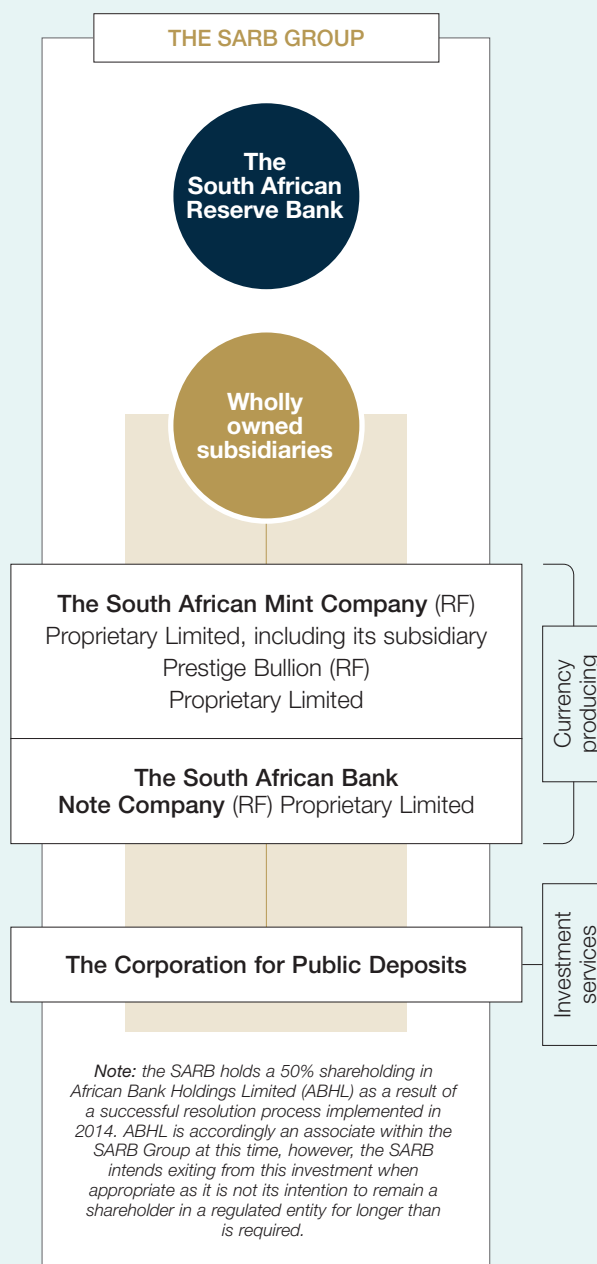 THE SARB GROUP
The
South African
Reserve Bank
Wholly
owned
subsidiaries
The South African Mint Company (RF)
Proprietary Limited, including its subsidiary
Prestige Bullion (RF)
Proprietary Limited
Currency
producing
The South African Bank
Note Company (RF) Proprietary Limited
The Corporation for Public Deposits
Investment
services
Note: the SARB holds a 50% shareholding in
African Bank Holdings Limited (ABHL) as a result of
a successful resolution process implemented in
2014. ABHL is accordingly an associate within the
SARB Group at this time, however, the SARB
intends exiting from this investment when
appropriate as it is not its intention to remain a
shareholder in a regulated entity for longer than
is required.